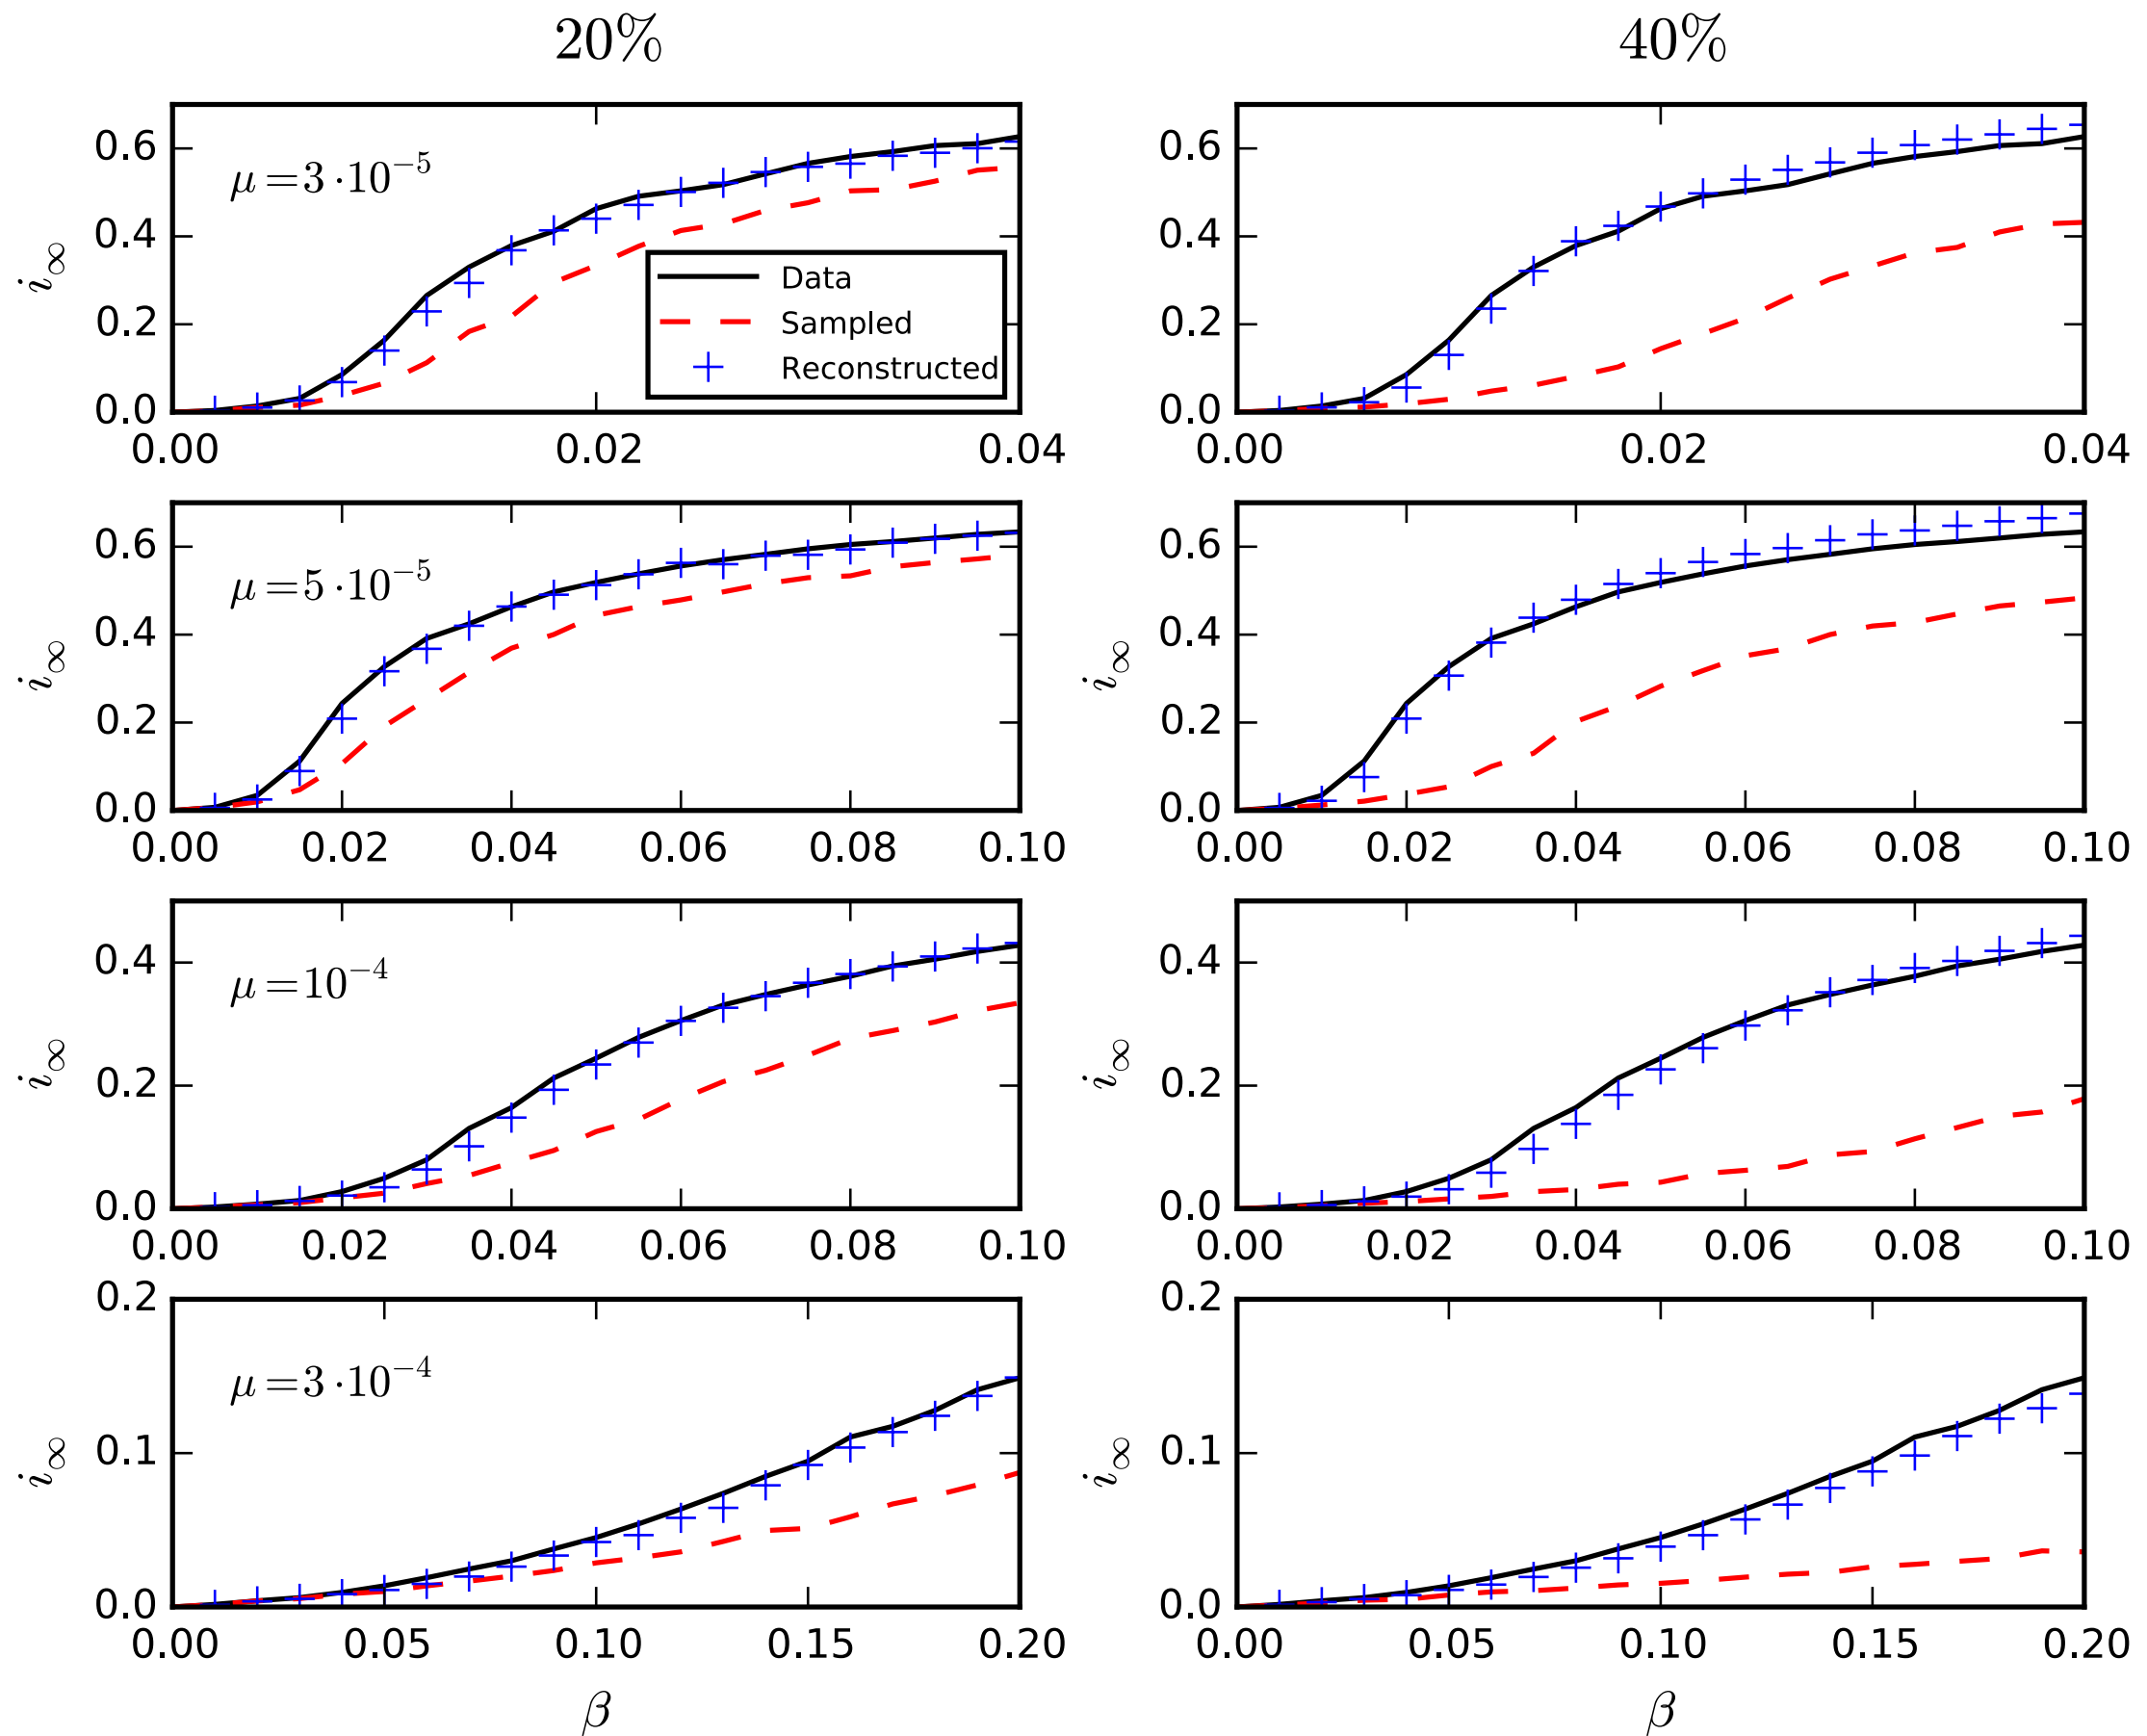 20% 40%
0.6 0.4 0.2 0.0
i∞
μ=3·10⁻⁵
Data
Sampled
Reconstructed
0.00 0.02 0.04
0.6 0.4 0.2 0.0
i∞
0.00 0.02 0.04
0.6 0.4 0.2 0.0
i∞
μ=5·10⁻⁵
0.00 0.02 0.04 0.06 0.08 0.10
0.6 0.4 0.2 0.0
i∞
0.00 0.02 0.04 0.06 0.08 0.10
0.4 0.2 0.0
i∞
μ=10⁻⁴
0.00 0.02 0.04 0.06 0.08 0.10
0.4 0.2 0.0
i∞
0.00 0.02 0.04 0.06 0.08 0.10
0.2 0.1 0.0
i∞
μ=3·10⁻⁴
0.00 0.05 0.10 0.15 0.20
β
0.2 0.1 0.0
i∞
0.00 0.05 0.10 0.15 0.20
β